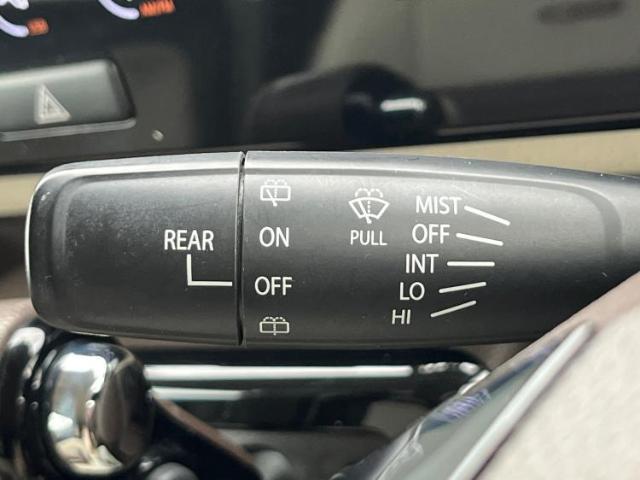 REAR
ON
OFF
PULL
MIST
OFF
INT
LO
HI